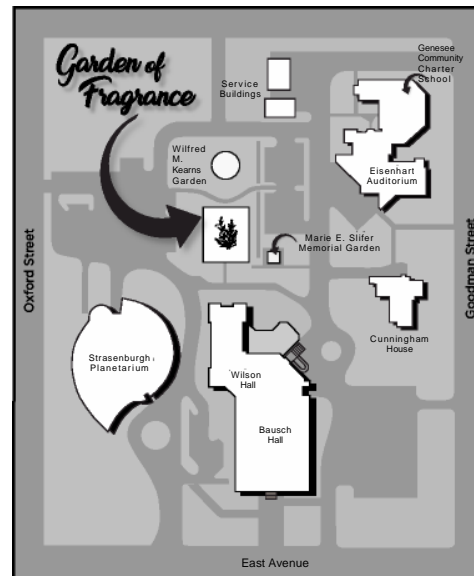 Garden of
Fragrance
Genesee
Community
Charter
School
Service
Buildings
Wilfred
M.
Kearns
Garden
Eisenhart
Auditorium
Marie E. Slifer
Memorial Garden
Oxford Street
Goodman Street
Cunningham
House
Strasenburgh
Planetarium
Wilson
Hall
Bausch
Hall
East Avenue